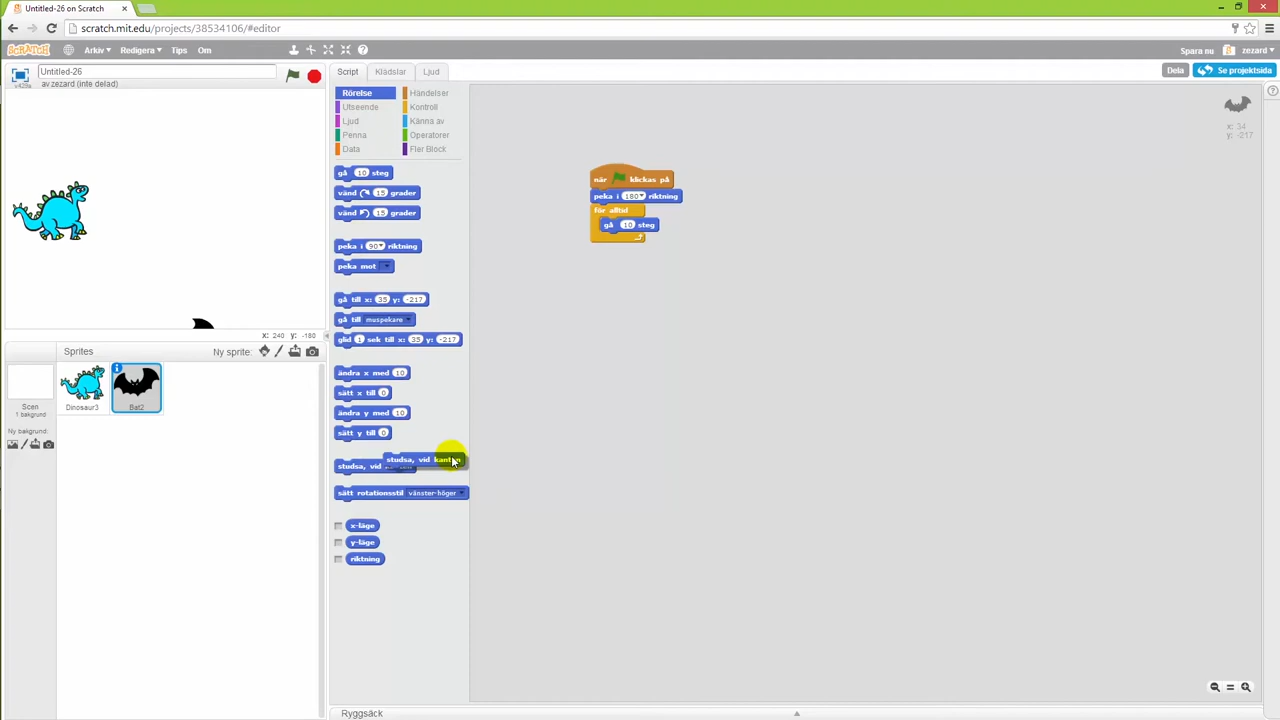 Untitled-26 on Scratch
scratch.mit.edu/projects/38534106/#editor
SCRATCH Arkiv Redigera Tips Om Spara nu zezard
Untitled-26
av zezard (inte delad)
Script Klädslar Ljud
Dela Se projektsida
Rörelse Händelser
Utseende Kontroll
Ljud Känna av
Penna Operatorer
Data Fler Block
gå 10 steg
vänd 15 grader
vänd 15 grader
peka i 90 riktning
peka mot
gå till x: 35 y: -217
gå till muspekare
glid 1 sek till x: 35 y: -217
ändra x med 10
sätt x till 0
ändra y med 10
sätt y till 0
studsa, vid kanten
studsa, vid
sätt rotationsstil vänster-höger
x-läge
y-läge
riktning
när klickas på
peka i 180 riktning
för alltid
gå 10 steg
x: 34
y: -217
x: 240 y: -180
Sprites Ny sprite:
Scen
1 bakgrund
Ny bakgrund:
Dinosaur3
Bat2
Ryggsäck